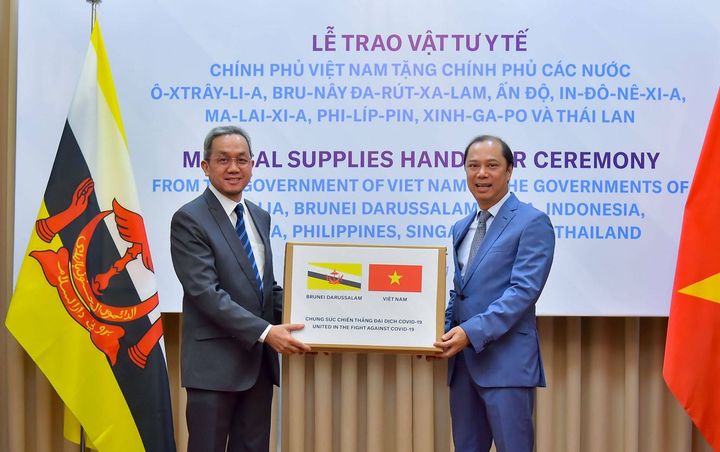 LỄ TRAO VẬT TƯ Y TẾ
CHÍNH PHỦ VIỆT NAM TẶNG CHÍNH PHỦ CÁC NƯỚC
Ô-XTRÂY-LI-A, BRU-NÂY ĐA-RÚT-XA-LAM, ẤN ĐỘ, IN-ĐÔ-NÊ-XI-A,
MA-LAI-XI-A, PHI-LÍP-PIN, XINH-GA-PO VÀ THÁI LAN
SUPPLIES CEREMONY
FROM GOVERNMENT OF VIET NAM THE GOVERNMENTS OF
BRUNEI DARUSSALAM INDONESIA,
PHILIPPINES, THAILAND
BRUNEI DARUSSALAM VIỆT NAM
CHUNG SỨC CHIẾN THẮNG ĐẠI DỊCH COVID-19
UNITED IN THE FIGHT AGAINST COVID-19